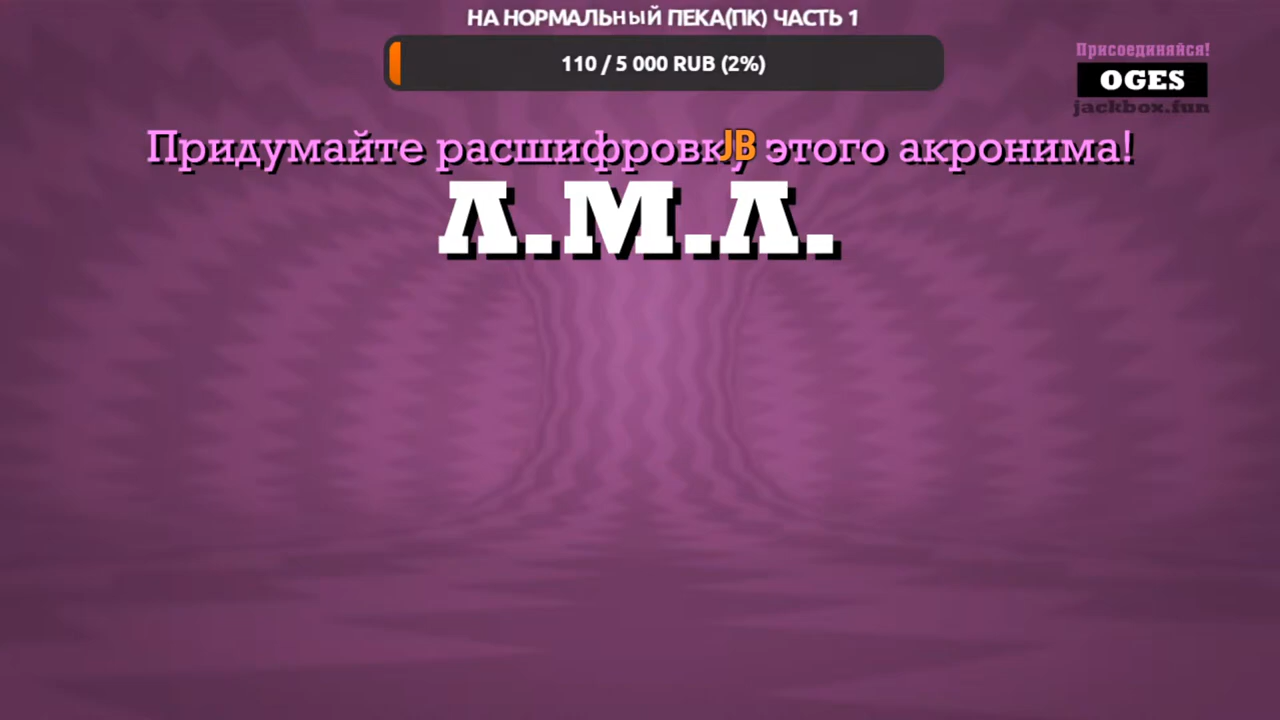 НА НОРМАЛЬНЫЙ ПЕКА(ПК) ЧАСТЬ 1
110 / 5 000 RUB (2%)
Присоединяйся!
OGES
jackbox.fun
Придумайте расшифровку этого акронима!
JB
Л.М.Л.